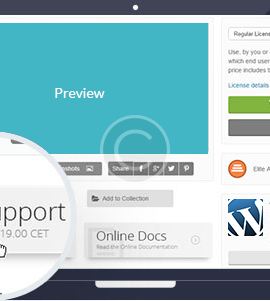 Regular Licens
Use, by you or
which end user
price includes t
License details
Preview
shots
Share
Elite A
Add to Collection
pport
19.00 CET
Online Docs
Read the Online Documentation